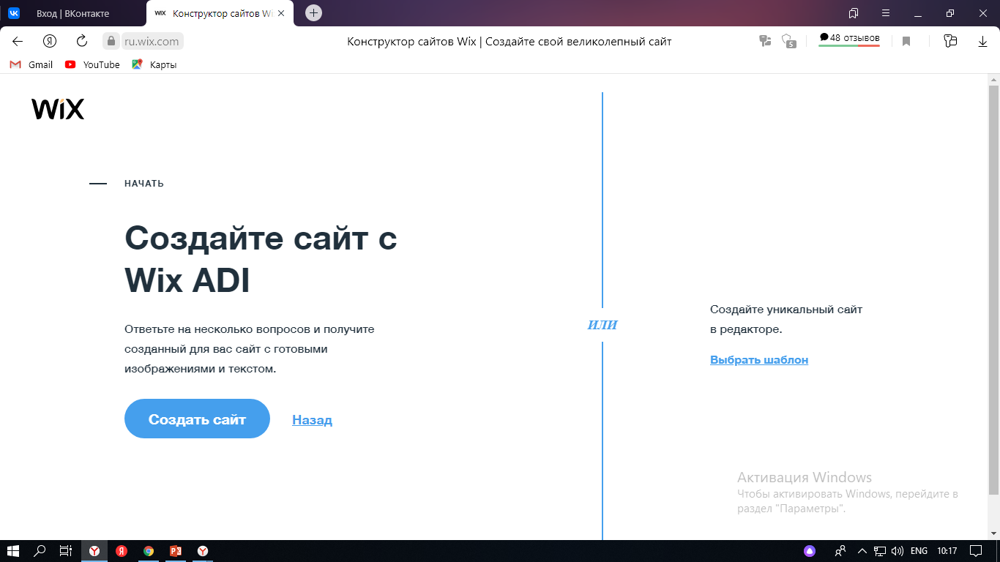 Вход | ВКонтакте
WIX Конструктор сайтов Wi
ru.wix.com
Конструктор сайтов Wix | Создайте свой великолепный сайт
5
48 отзывов
Gmail
YouTube
Карты
WiX
НАЧАТЬ
Создайте сайт с
Wix ADI
Ответьте на несколько вопросов и получите
созданный для вас сайт с готовыми
изображениями и текстом.
Создать сайт
Назад
ИЛИ
Создайте уникальный сайт
в редакторе.
Выбрать шаблон
Активация Windows
Чтобы активировать Windows, перейдите в
раздел "Параметры".
ENG
10:17